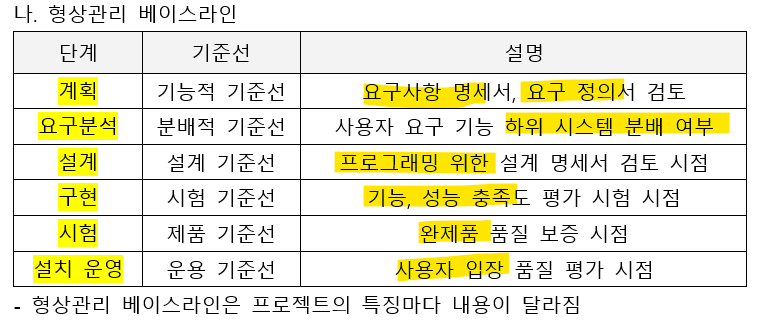 나. 형상관리 베이스라인
단계 기준선 설명
계획 기능적 기준선 요구사항 명세서, 요구 정의서 검토
요구분석 분배적 기준선 사용자 요구 기능 하위 시스템 분배 여부
설계 설계 기준선 프로그래밍 위한 설계 명세서 검토 시점
구현 시험 기준선 기능, 성능 충족도 평가 시험 시점
시험 제품 기준선 완제품 품질 보증 시점
설치 운영 운용 기준선 사용자 입장 품질 평가 시점
- 형상관리 베이스라인은 프로젝트의 특징마다 내용이 달라짐